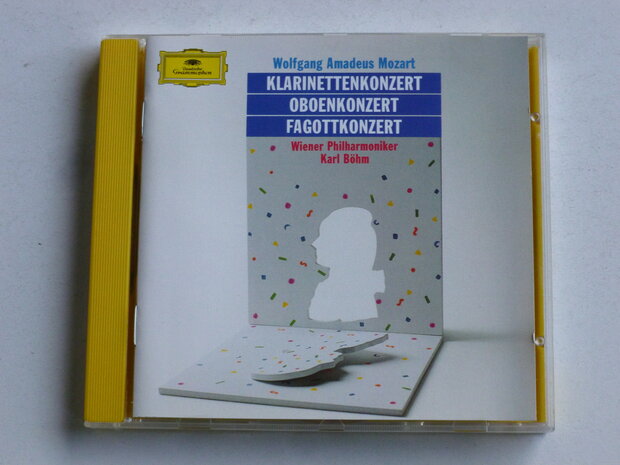 Deutsche
Grammophon
Wolfgang Amadeus Mozart
KLARINETTENKONZERT
OBOENKONZERT
FAGOTTKONZERT
Wiener Philharmoniker
Karl Böhm